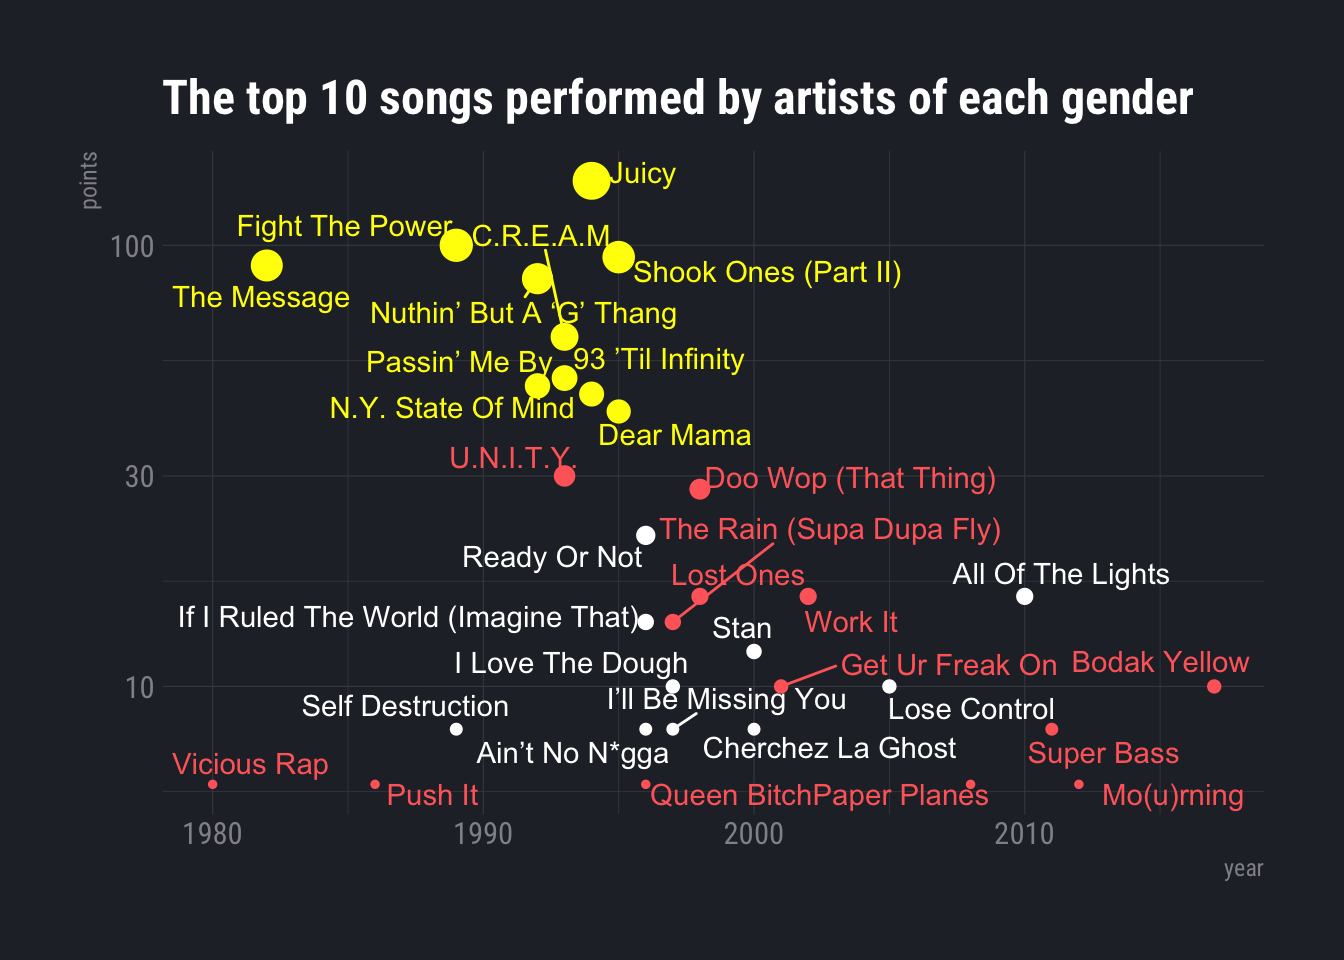 The top 10 songs performed by artists of each gender
points
Juicy
Fight The Power
C.R.E.A.M
100
Shook Ones (Part II)
The Message
Nuthin’ But A ‘G’ Thang
Passin’ Me By
93 ’Til Infinity
N.Y. State Of Mind
Dear Mama
U.N.I.T.Y.
30
Doo Wop (That Thing)
The Rain (Supa Dupa Fly)
Ready Or Not
Lost Ones
All Of The Lights
If I Ruled The World (Imagine That)
Work It
Stan
I Love The Dough
Get Ur Freak On
Bodak Yellow
10
I’ll Be Missing You
Self Destruction
Lose Control
Ain’t No N*gga
Cherchez La Ghost
Super Bass
Vicious Rap
Push It
Queen Bitch
Paper Planes
Mo(u)rning
1980
1990
2000
2010
year